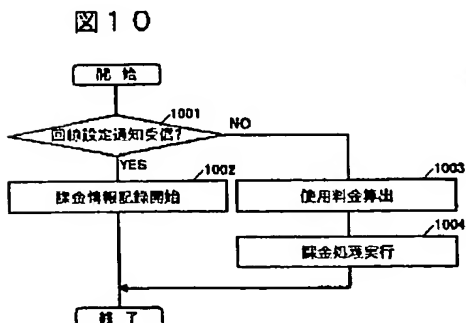 図10
開始
1001
回線設定通知受信?
NO
YES
1002
課金情報記録開始
1003
使用料金算出
1004
課金処理実行
終了